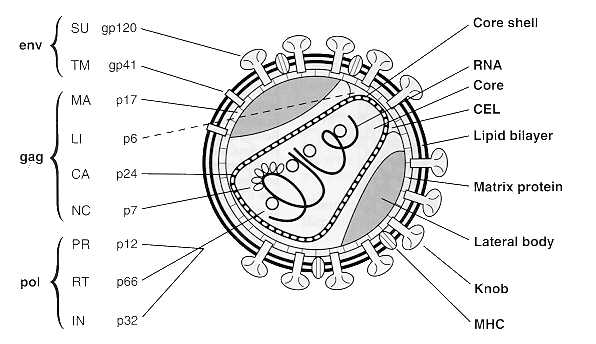 env
SU gp120
TM gp41
gag
MA p17
LI p6
CA p24
NC p7
pol
PR p12
RT p66
IN p32
Core shell
RNA
Core
CEL
Lipid bilayer
Matrix protein
Lateral body
Knob
MHC